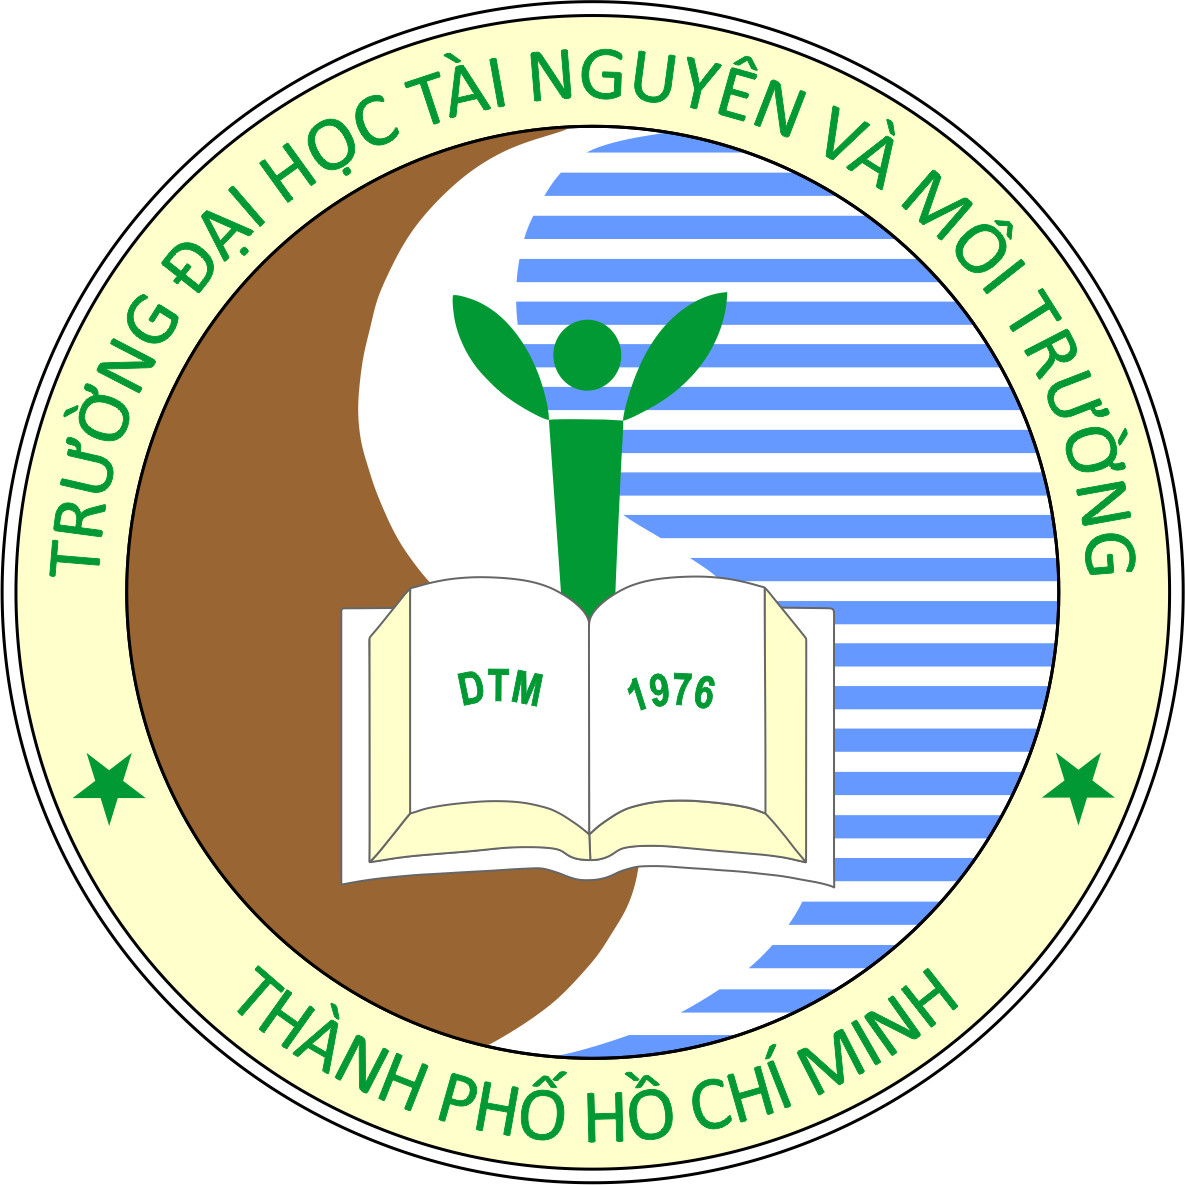 TRƯỜNG ĐẠI HỌC TÀI NGUYÊN VÀ MÔI TRƯỜNG
DTM 1976
THÀNH PHỐ HỒ CHÍ MINH